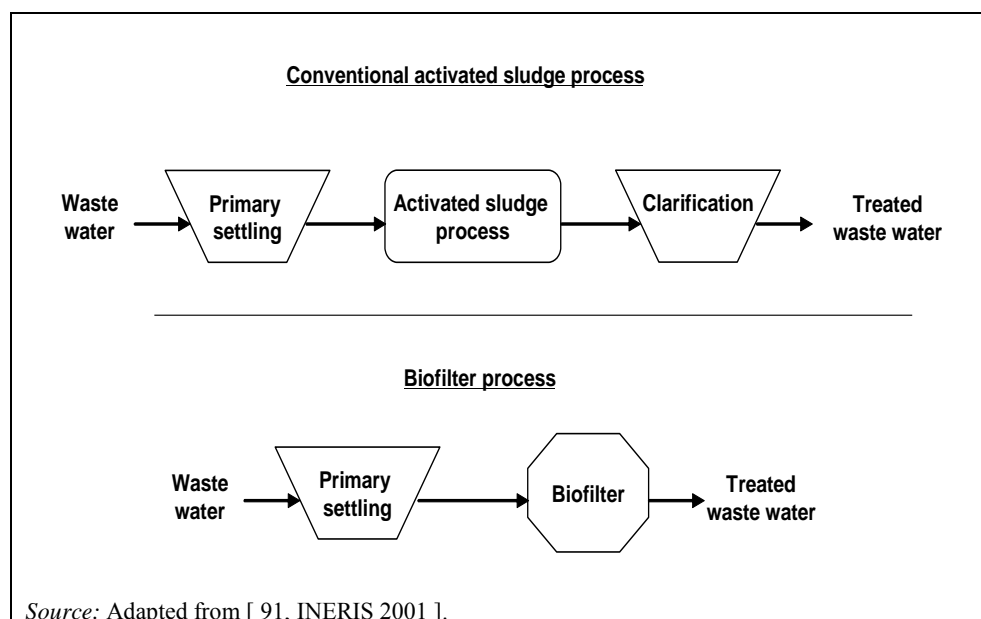 Conventional activated sludge process
Waste
water
Primary
settling
Activated sludge
process
Clarification
Treated
waste water
Biofilter process
Waste
water
Primary
settling
Biofilter
Treated
waste water
Source: Adapted from [ 91, INERIS 2001 ].